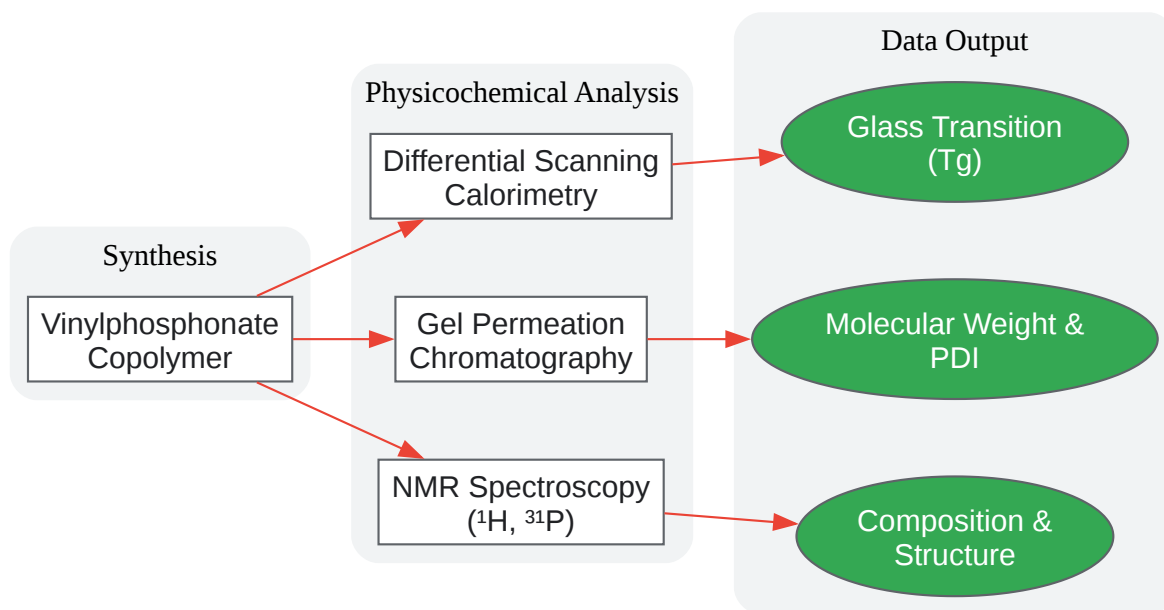 Synthesis
Vinylphosphonate
Copolymer
Physicochemical Analysis
Differential Scanning
Calorimetry
Gel Permeation
Chromatography
NMR Spectroscopy
(¹H, ³¹P)
Data Output
Glass Transition
(Tg)
Molecular Weight &
PDI
Composition &
Structure